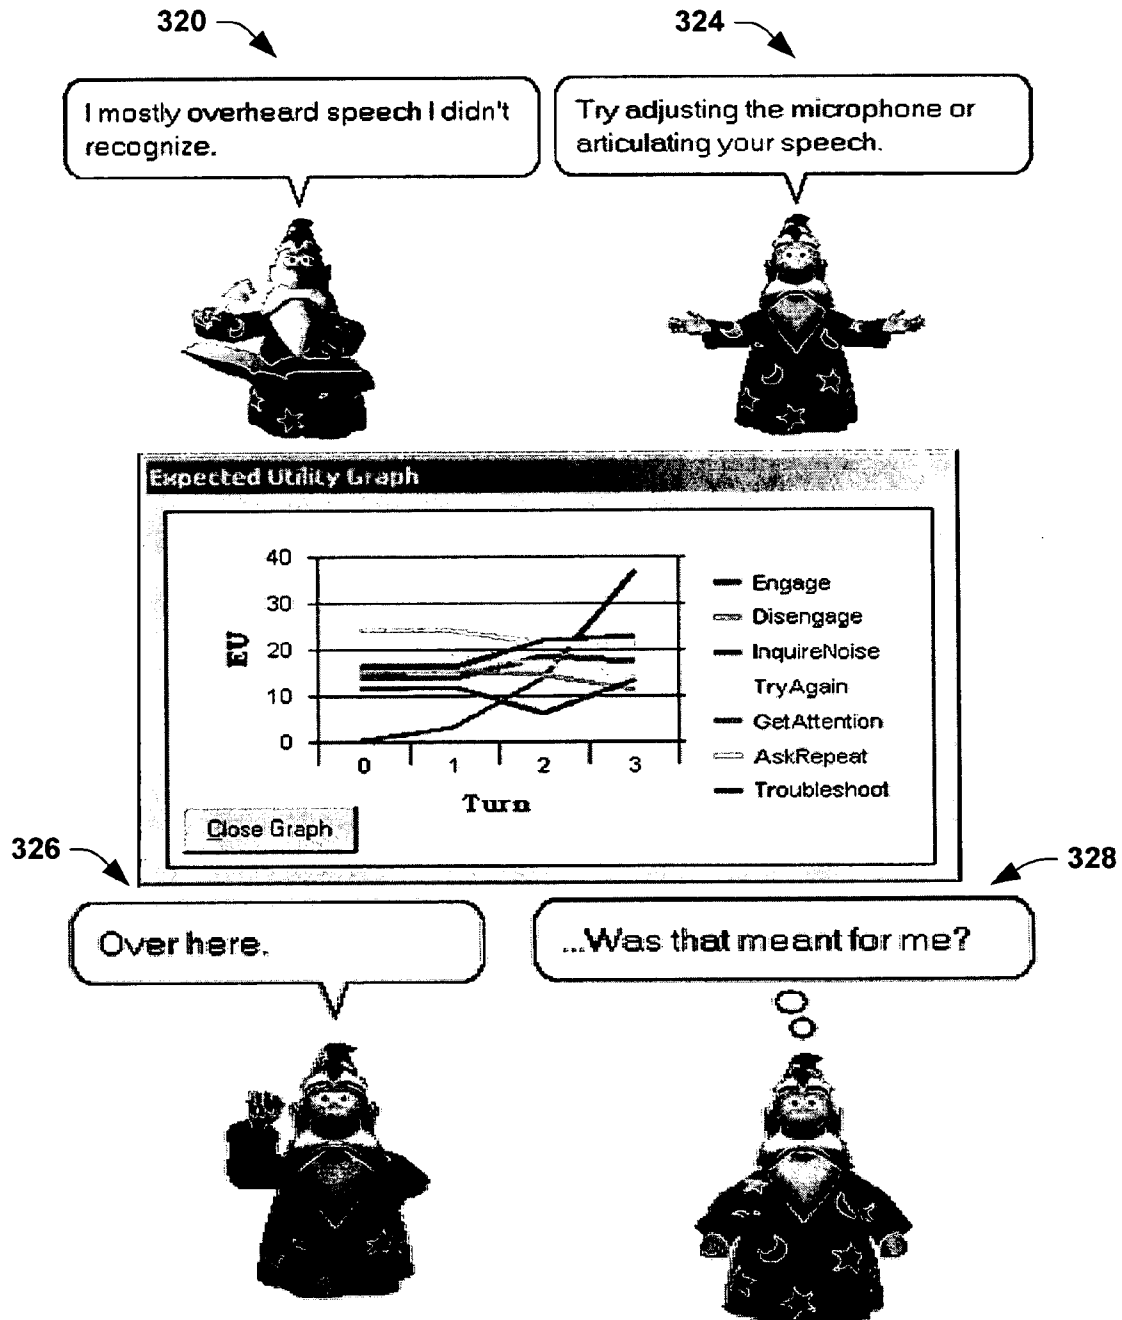 320
324
I mostly overheard speech I didn't
recognize.
Try adjusting the microphone or
articulating your speech.
Expected Utility Graph
40
30
20
10
0
EU
0 1 2 3
Turn
Engage
Disengage
InquireNoise
TryAgain
GetAttention
AskRepeat
Troubleshoot
Close Graph
326
328
Over here.
...Was that meant for me?